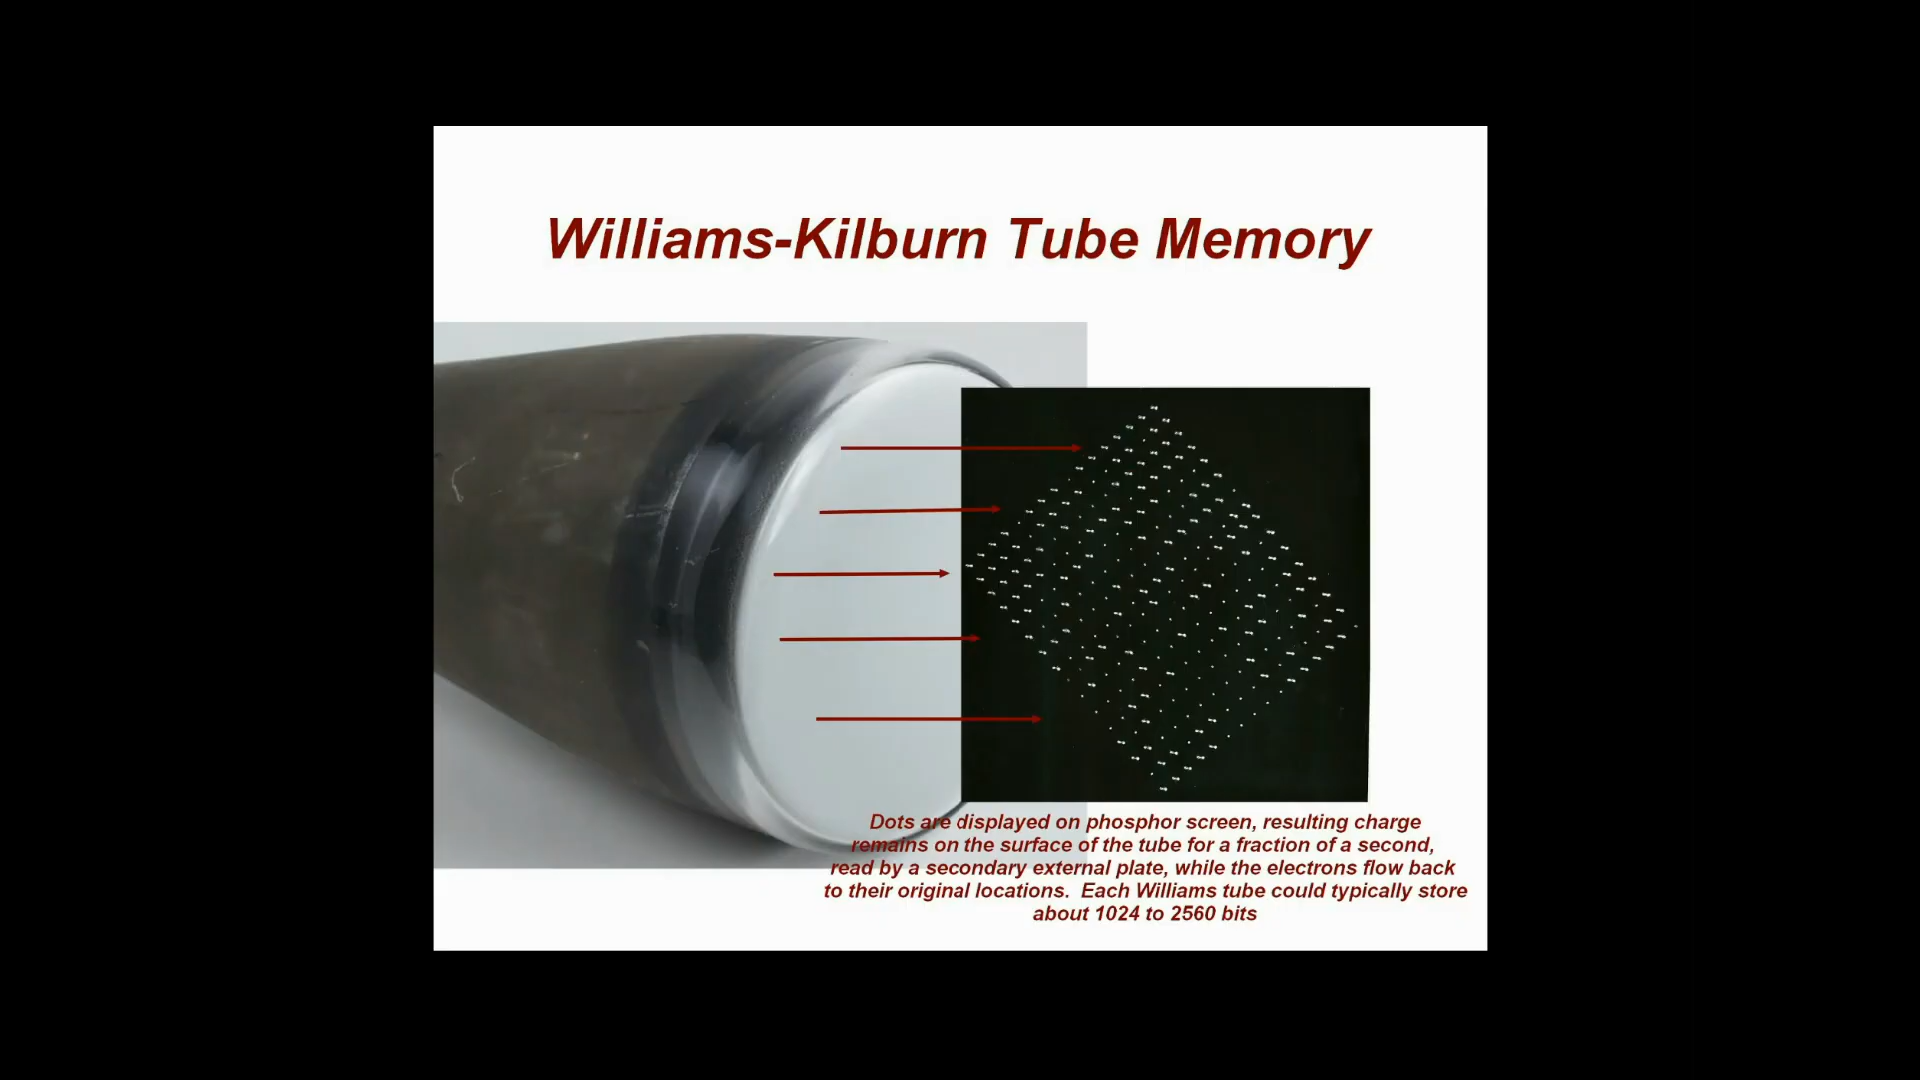 Williams-Kilburn Tube Memory
Dots are displayed on phosphor screen, resulting charge
remains on the surface of the tube for a fraction of a second,
read by a secondary external plate, while the electrons flow back
to their original locations.  Each Williams tube could typically store
about 1024 to 2560 bits